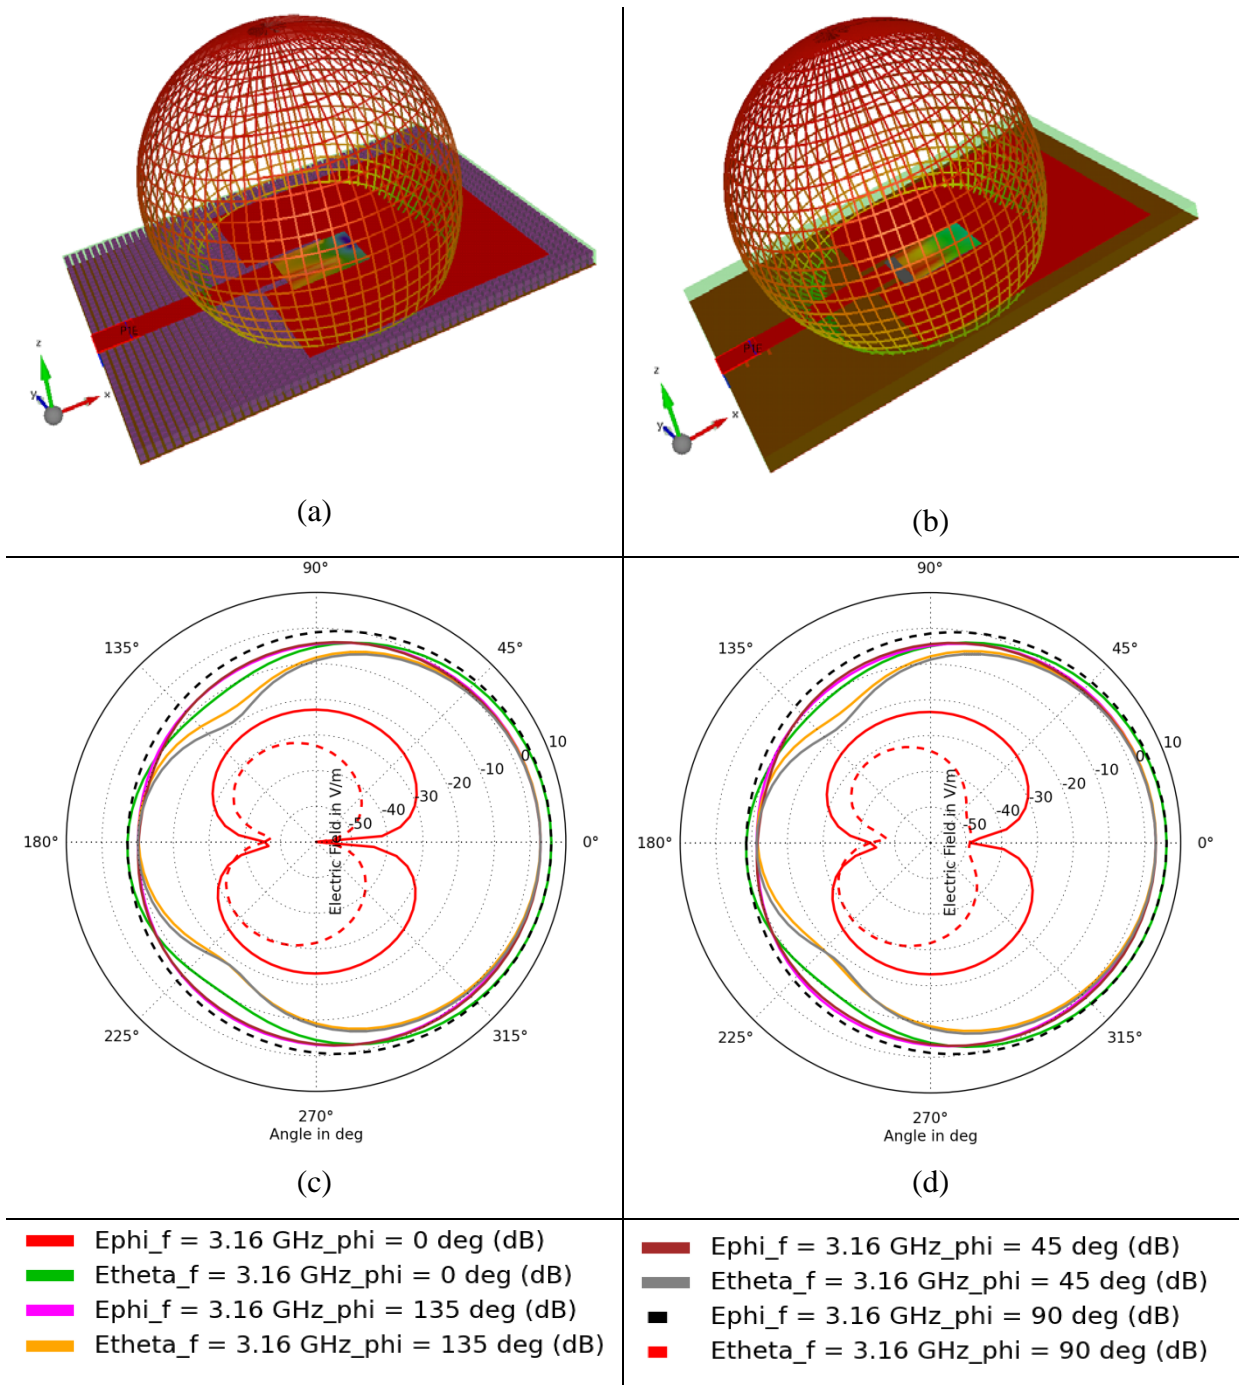 z
y
x
P1E
(a)
z
y
x
P1E
(b)
90°
135°
45°
10
0
-10
-20
-30
-40
-50
180°
0°
Electric Field in V/m
225°
315°
270°
Angle in deg
(c)
90°
135°
45°
10
0
-10
-20
-30
-40
-50
180°
0°
Electric Field in V/m
225°
315°
270°
Angle in deg
(d)
Ephi_f = 3.16 GHz_phi = 0 deg (dB)
Etheta_f = 3.16 GHz_phi = 0 deg (dB)
Ephi_f = 3.16 GHz_phi = 135 deg (dB)
Etheta_f = 3.16 GHz_phi = 135 deg (dB)
Ephi_f = 3.16 GHz_phi = 45 deg (dB)
Etheta_f = 3.16 GHz_phi = 45 deg (dB)
Ephi_f = 3.16 GHz_phi = 90 deg (dB)
Etheta_f = 3.16 GHz_phi = 90 deg (dB)